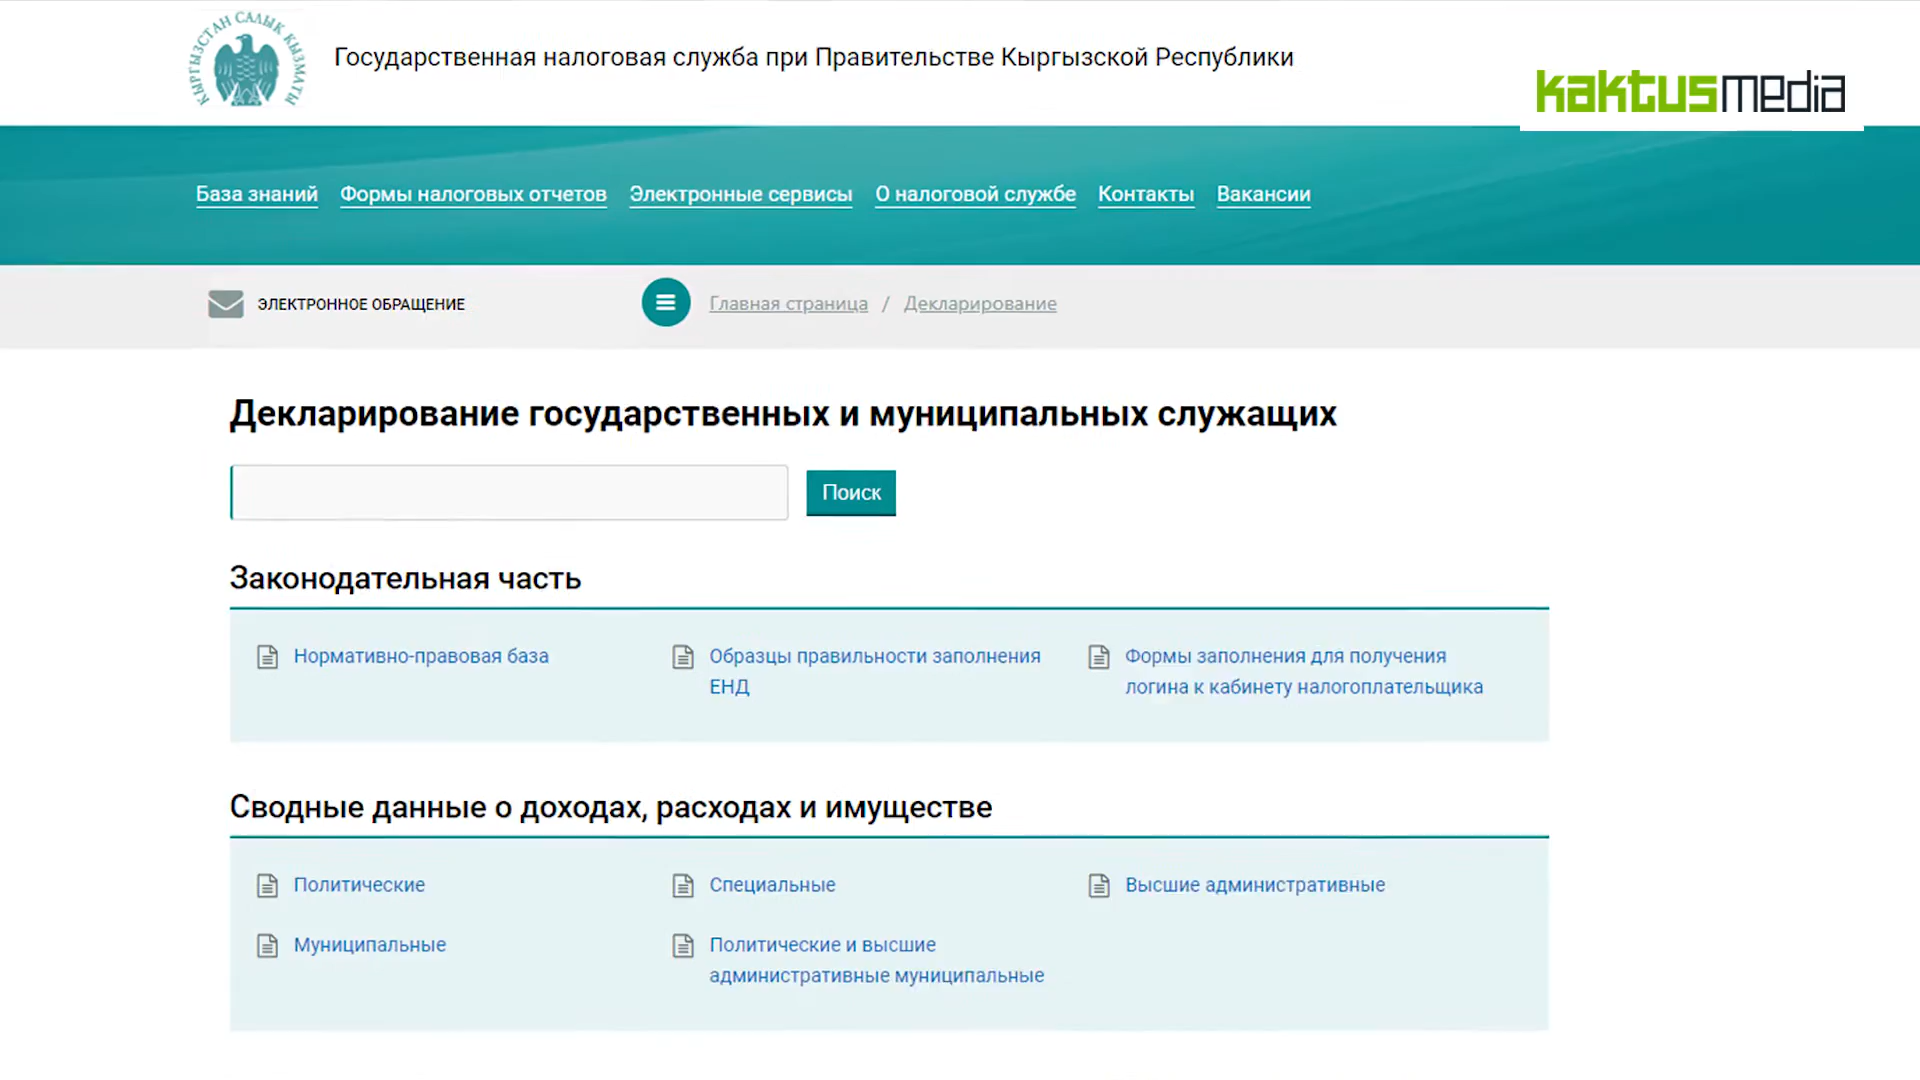 КЫРГЫЗСТАН САЛЫК КЫЗМАТЫ
Государственная налоговая служба при Правительстве Кыргызской Республики
kaktusmedia
База знаний Формы налоговых отчетов Электронные сервисы О налоговой службе Контакты Вакансии
ЭЛЕКТРОННОЕ ОБРАЩЕНИЕ
Главная страница / Декларирование
Декларирование государственных и муниципальных служащих
Поиск
Законодательная часть
Нормативно-правовая база
Образцы правильности заполнения
ЕНД
Формы заполнения для получения
логина к кабинету налогоплательщика
Сводные данные о доходах, расходах и имуществе
Политические
Специальные
Высшие административные
Муниципальные
Политические и высшие
административные муниципальные